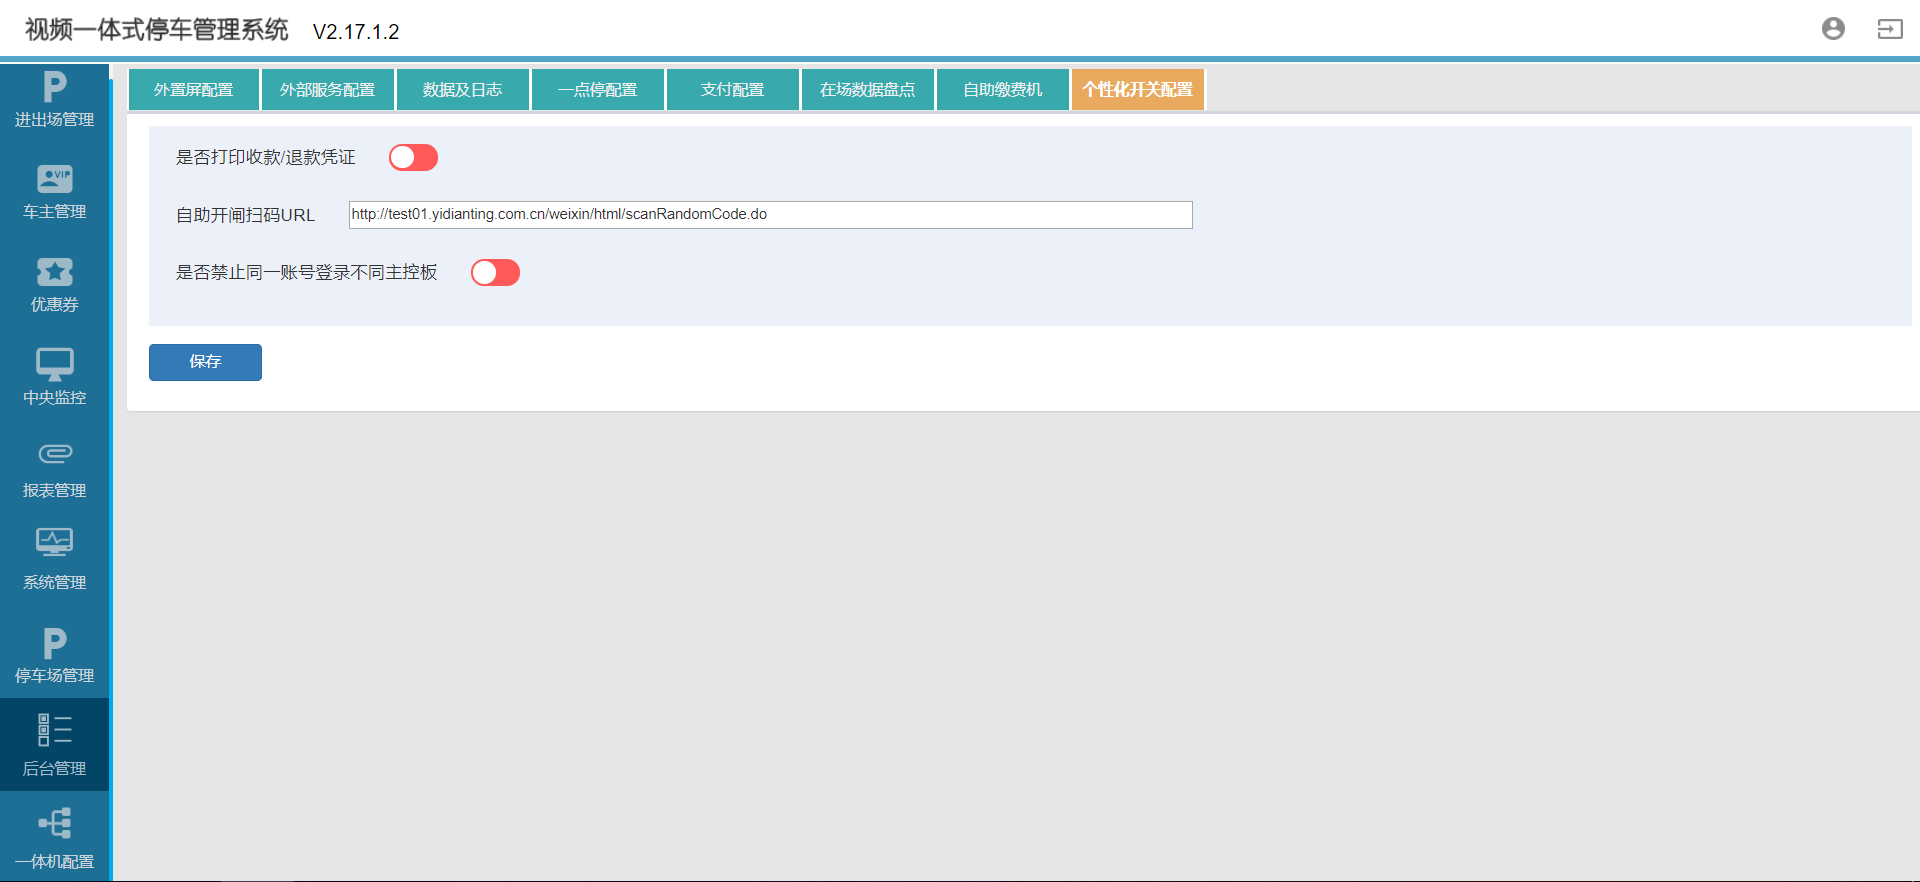 视频一体式停车管理系统 V2.17.1.2
外置屏配置 外部服务配置 数据及日志 一点停配置 支付配置 在场数据盘点 自助缴费机 个性化开关配置
P
进出场管理
VIP
车主管理
优惠券
中央监控
报表管理
系统管理
P
停车场管理
后台管理
一体机配置
是否打印收款/退款凭证
自助开闸扫码URL http://test01.yidianting.com.cn/weixin/html/scanRandomCode.do
是否禁止同一账号登录不同主控板
保存